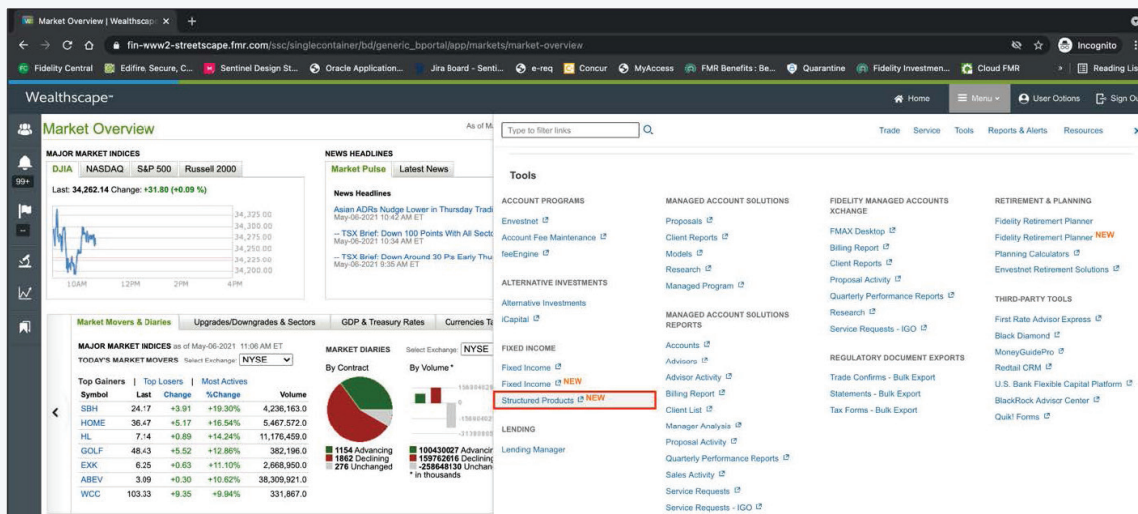 Market Overview | Wealthscap
fin-www2-streetscape.fmr.com/ssc/singlecontainer/bd/generic_bportal/app/markets/market-overview
Incognito
Fidelity Central
Edifire, Secure, C...
Sentinel Design St...
Oracle Application...
Jira Board - Senti...
e-req
Concur
MyAccess
FMR Benefits : Be...
Quarantine
Fidelity Investmen...
Cloud FMR
»
Reading Lis
Wealthscape
Home
Menu
User Options
Sign Ou
Market Overview
As of M
99+
--
MAJOR MARKET INDICES
DJIA NASDAQ S&P 500 Russell 2000
Last: 34,262.14 Change: +31.80 (+0.09 %)
34,325.00
34,300.00
34,275.00
34,250.00
34,225.00
34,200.00
10AM 12PM 2PM 4PM
NEWS HEADLINES
Market Pulse Latest News
News Headlines
Asian ADRs Nudge Lower in Thursday Tradi
May-06-2021 10:42 AM ET
-- TSX Brief: Down 100 Points With All Secto
May-06-2021 10:34 AM ET
-- TSX Brief: Down Around 30 Pts Early Thu
May-06-2021 9:35 AM ET
Market Movers & Diaries Upgrades/Downgrades & Sectors GDP & Treasury Rates Currencies Ta
MAJOR MARKET INDICES as of May-06-2021 11:06 AM ET
TODAY'S MARKET MOVERS Select Exchange: NYSE
Top Gainers | Top Losers | Most Actives
Symbol Last Change %Change Volume
SBH 24.17 +3.91 +19.30% 4,236,163.0
HOME 36.47 +5.17 +16.54% 5,467,572.0
HL 7.14 +0.89 +14.24% 11,176,459.0
GOLF 48.43 +5.52 +12.86% 382,196.0
EXK 6.25 +0.63 +11.10% 2,668,950.0
ABEV 3.09 +0.30 +10.62% 38,309,921.0
WCC 103.33 +9.35 +9.94% 331,867.0
MARKET DIARIES Select Exchange: NYSE
By Contract By Volume *
0
1154 Advancing
1862 Declining
276 Unchanged
100430027 Advancin
159762616 Declining
-258648130 Unchan
* in thousands
Type to filter links
Trade Service Tools Reports & Alerts Resources
Tools
ACCOUNT PROGRAMS
Envestnet
Account Fee Maintenance
feeEngine
ALTERNATIVE INVESTMENTS
Alternative Investments
iCapital
FIXED INCOME
Fixed Income
Fixed Income NEW
Structured Products NEW
LENDING
Lending Manager
MANAGED ACCOUNT SOLUTIONS
Proposals
Client Reports
Models
Research
Managed Program
MANAGED ACCOUNT SOLUTIONS
REPORTS
Accounts
Advisors
Advisor Activity
Billing Report
Client List
Manager Analysis
Proposal Activity
Quarterly Performance Reports
Sales Activity
Service Requests
Service Requests - IGO
FIDELITY MANAGED ACCOUNTS
XCHANGE
FMAX Desktop
Billing Report
Client Reports
Proposal Activity
Quarterly Performance Reports
Research
Service Requests - IGO
REGULATORY DOCUMENT EXPORTS
Trade Confirms - Bulk Export
Statements - Bulk Export
Tax Forms - Bulk Export
RETIREMENT & PLANNING
Fidelity Retirement Planner
Fidelity Retirement Planner NEW
Planning Calculators
Envestnet Retirement Solutions
THIRD-PARTY TOOLS
First Rate Advisor Express
Black Diamond
MoneyGuidePro
Redtail CRM
U.S. Bank Flexible Capital Platform
BlackRock Advisor Center
Quik! Forms